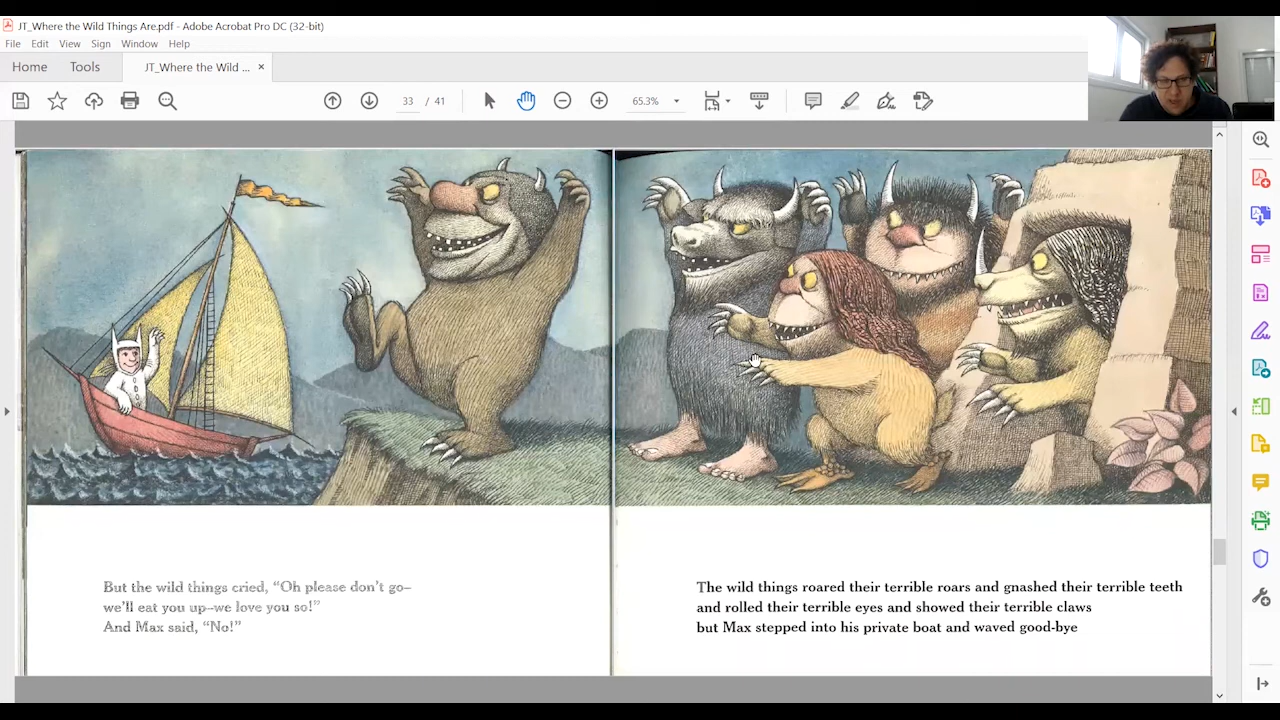 JT_Where the Wild Things Are.pdf - Adobe Acrobat Pro DC (32-bit)
File Edit View Sign Window Help
Home Tools JT_Where the Wild ... ×
33 / 41 65.3%
But the wild things cried, “Oh please don’t go–
we’ll eat you up–we love you so!”
And Max said, “No!”
The wild things roared their terrible roars and gnashed their terrible teeth
and rolled their terrible eyes and showed their terrible claws
but Max stepped into his private boat and waved good-bye